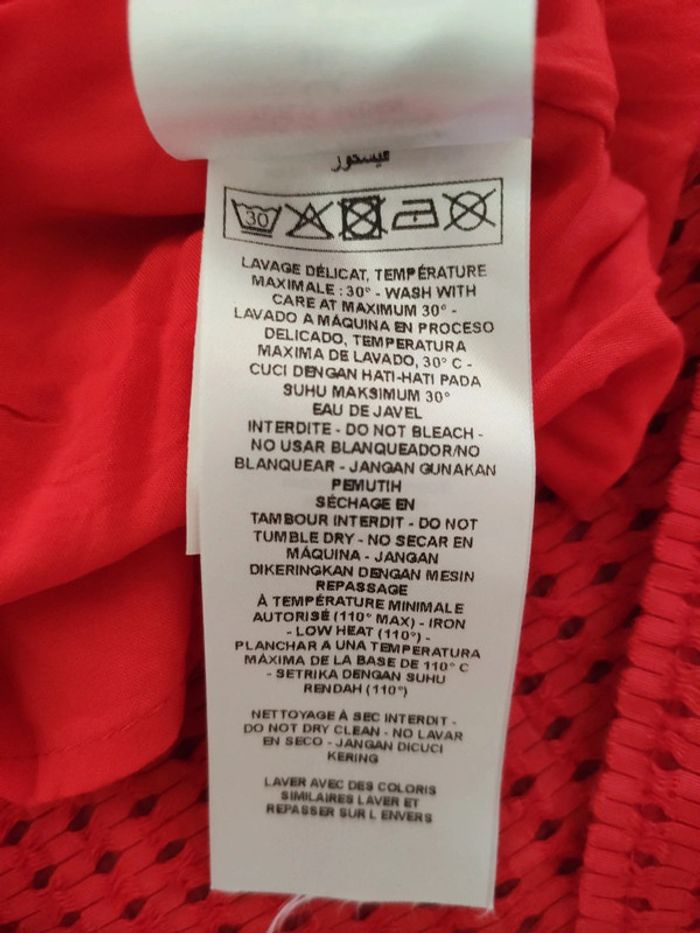 فيسكوز
30
LAVAGE DÉLICAT, TEMPÉRATURE
MAXIMALE : 30° - WASH WITH
CARE AT MAXIMUM 30° -
LAVADO A MÁQUINA EN PROCESO
DELICADO, TEMPERATURA
MAXIMA DE LAVADO, 30° C -
CUCI DENGAN HATI-HATI PADA
SUHU MAKSIMUM 30°
EAU DE JAVEL
INTERDITE - DO NOT BLEACH -
NO USAR BLANQUEADOR/NO
BLANQUEAR - JANGAN GUNAKAN
PEMUTIH
SÉCHAGE EN
TAMBOUR INTERDIT - DO NOT
TUMBLE DRY - NO SECAR EN
MÁQUINA - JANGAN
DIKERINGKAN DENGAN MESIN
REPASSAGE
À TEMPÉRATURE MINIMALE
AUTORISÉ (110° MAX) - IRON
- LOW HEAT (110°) -
PLANCHAR A UNA TEMPERATURA
MÁXIMA DE LA BASE DE 110° C
- SETRIKA DENGAN SUHU
RENDAH (110°)
NETTOYAGE À SEC INTERDIT -
DO NOT DRY CLEAN - NO LAVAR
EN SECO - JANGAN DICUCI
KERING
LAVER AVEC DES COLORIS
SIMILAIRES LAVER ET
REPASSER SUR L ENVERS